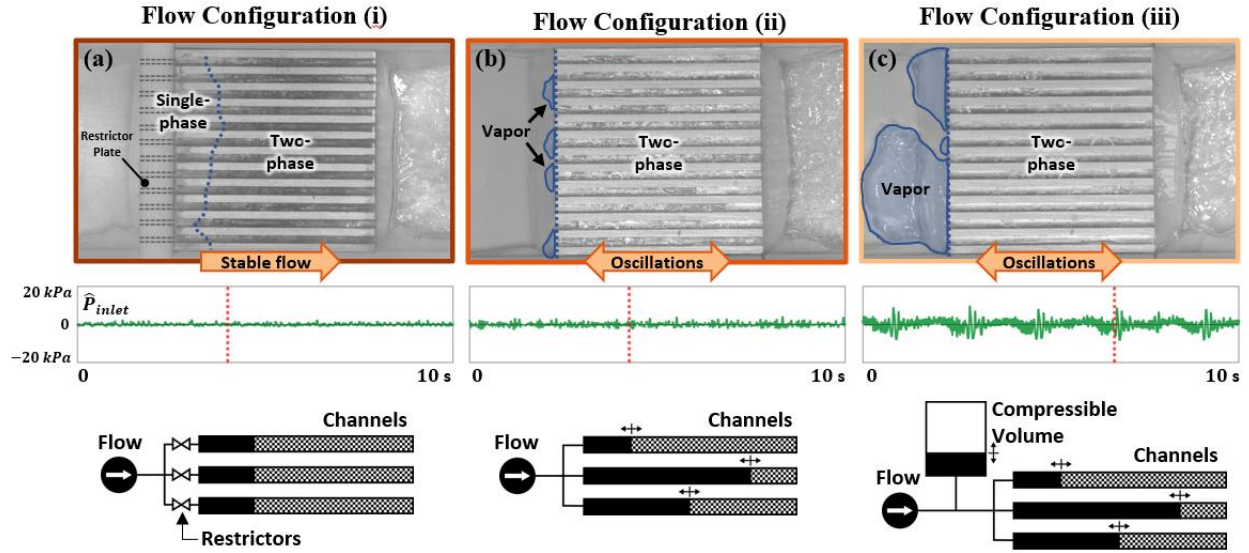 Flow Configuration (i)
Flow Configuration (ii)
Flow Configuration (iii)
(a)
Single-
phase
Restrictor
Plate
Two-
phase
Stable flow
(b)
Vapor
Two-
phase
Oscillations
(c)
Vapor
Two-
phase
Oscillations
20 kPa
0
−20 kPa
P̂inlet
0
10 s
0
10 s
0
10 s
Flow
Channels
Restrictors
Flow
Channels
Compressible
Volume
Flow
Channels